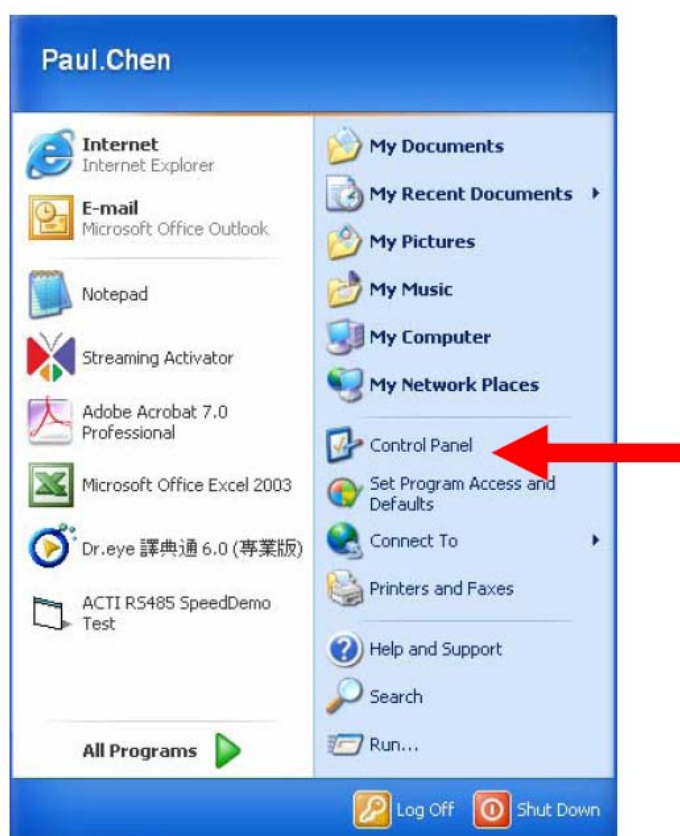 Paul.Chen
Internet
Internet Explorer
E-mail
Microsoft Office Outlook
Notepad
Streaming Activator
Adobe Acrobat 7.0
Professional
Microsoft Office Excel 2003
Dr.eye 譯典通 6.0 (專業版)
ACTI RS485 SpeedDemo
Test
All Programs
My Documents
My Recent Documents
My Pictures
My Music
My Computer
My Network Places
Control Panel
Set Program Access and
Defaults
Connect To
Printers and Faxes
Help and Support
Search
Run...
Log Off
Shut Down